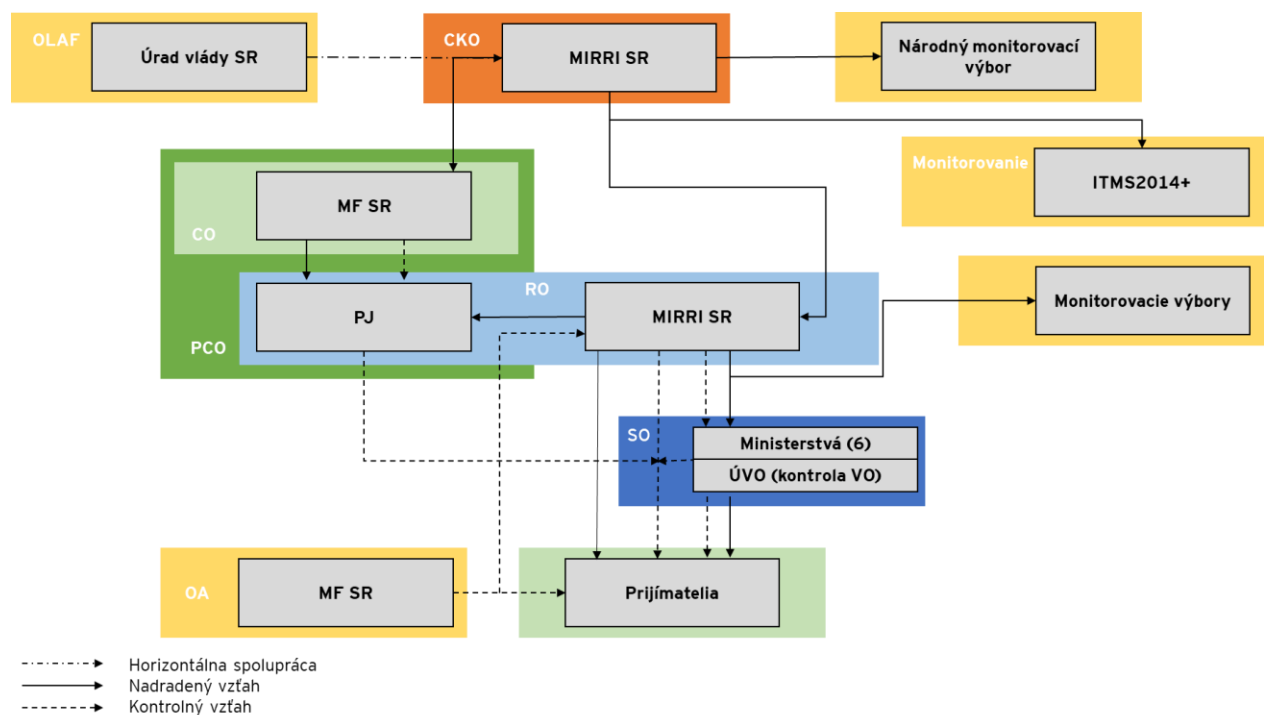 OLAF
Úrad vlády SR
CKO
MIRRI SR
Národný monitorovací
výbor
Monitorovanie
ITMS2014+
MF SR
CO
RO
PJ
MIRRI SR
PCO
Monitorovacie výbory
SO
Ministerstvá (6)
ÚVO (kontrola VO)
OA
MF SR
Prijímatelia
Horizontálna spolupráca
Nadradený vzťah
Kontrolný vzťah